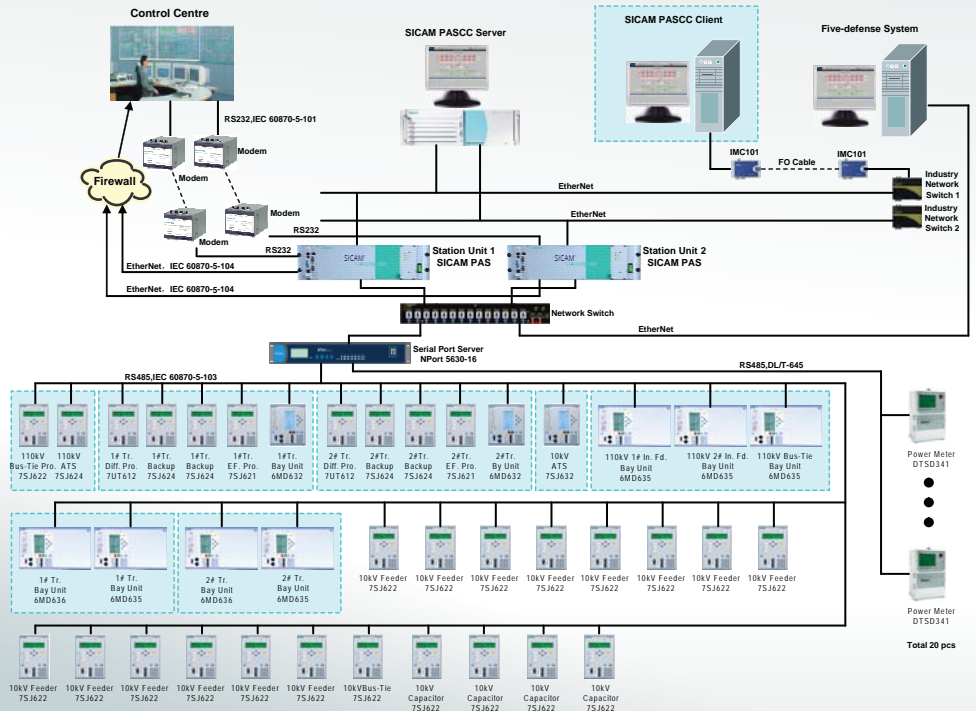 Control Centre
SICAM PASCC Server
SICAM PASCC Client
Five-defense System
RS232,IEC 60870-5-101
Modem
Modem
Firewall
IMC101
FO Cable
IMC101
EtherNet
Industry
Network
Switch 1
Modem
EtherNet
Industry
Network
Switch 2
Modem
RS232
RS232
SICAM
Station Unit 1
SICAM PAS
SICAM
Station Unit 2
SICAM PAS
EtherNet, IEC 60870-5-104
EtherNet, IEC 60870-5-104
Network Switch
EtherNet
Serial Port Server
NPort 5630-16
RS485,IEC 60870-5-103
RS485,DL/T-645
110kV
Bus-Tie Pro.
7SJ622
110kV
ATS
7SJ624
1# Tr.
Diff. Pro.
7UT612
1#Tr.
Backup
7SJ624
1#Tr.
Backup
7SJ624
1#Tr.
EF. Pro.
7SJ621
1#Tr.
Bay Unit
6MD632
2# Tr.
Diff. Pro.
7UT612
2#Tr.
Backup
7SJ624
2#Tr.
Backup
7SJ624
2#Tr.
EF. Pro.
7SJ621
2#Tr.
By Unit
6MD632
10kV
ATS
7SJ632
110kV 1# In. Fd.
Bay Unit
6MD635
110kV 2# In. Fd.
Bay Unit
6MD635
110kV Bus-Tie
Bay Unit
6MD635
Power Meter
DTSD341
1# Tr.
Bay Unit
6MD636
1# Tr.
Bay Unit
6MD635
2# Tr.
Bay Unit
6MD636
2# Tr.
Bay Unit
6MD635
10kV Feeder
7SJ622
10kV Feeder
7SJ622
10kV Feeder
7SJ622
10kV Feeder
7SJ622
10kV Feeder
7SJ622
10kV Feeder
7SJ622
10kV Feeder
7SJ622
10kV Feeder
7SJ622
Power Meter
DTSD341
Total 20 pcs
10kV Feeder
7SJ622
10kV Feeder
7SJ622
10kV Feeder
7SJ622
10kV Feeder
7SJ622
10kV Feeder
7SJ622
10kV Feeder
7SJ622
10kVBus-Tie
7SJ622
10kV
Capacitor
7SJ622
10kV
Capacitor
7SJ622
10kV
Capacitor
7SJ622
10kV
Capacitor
7SJ622